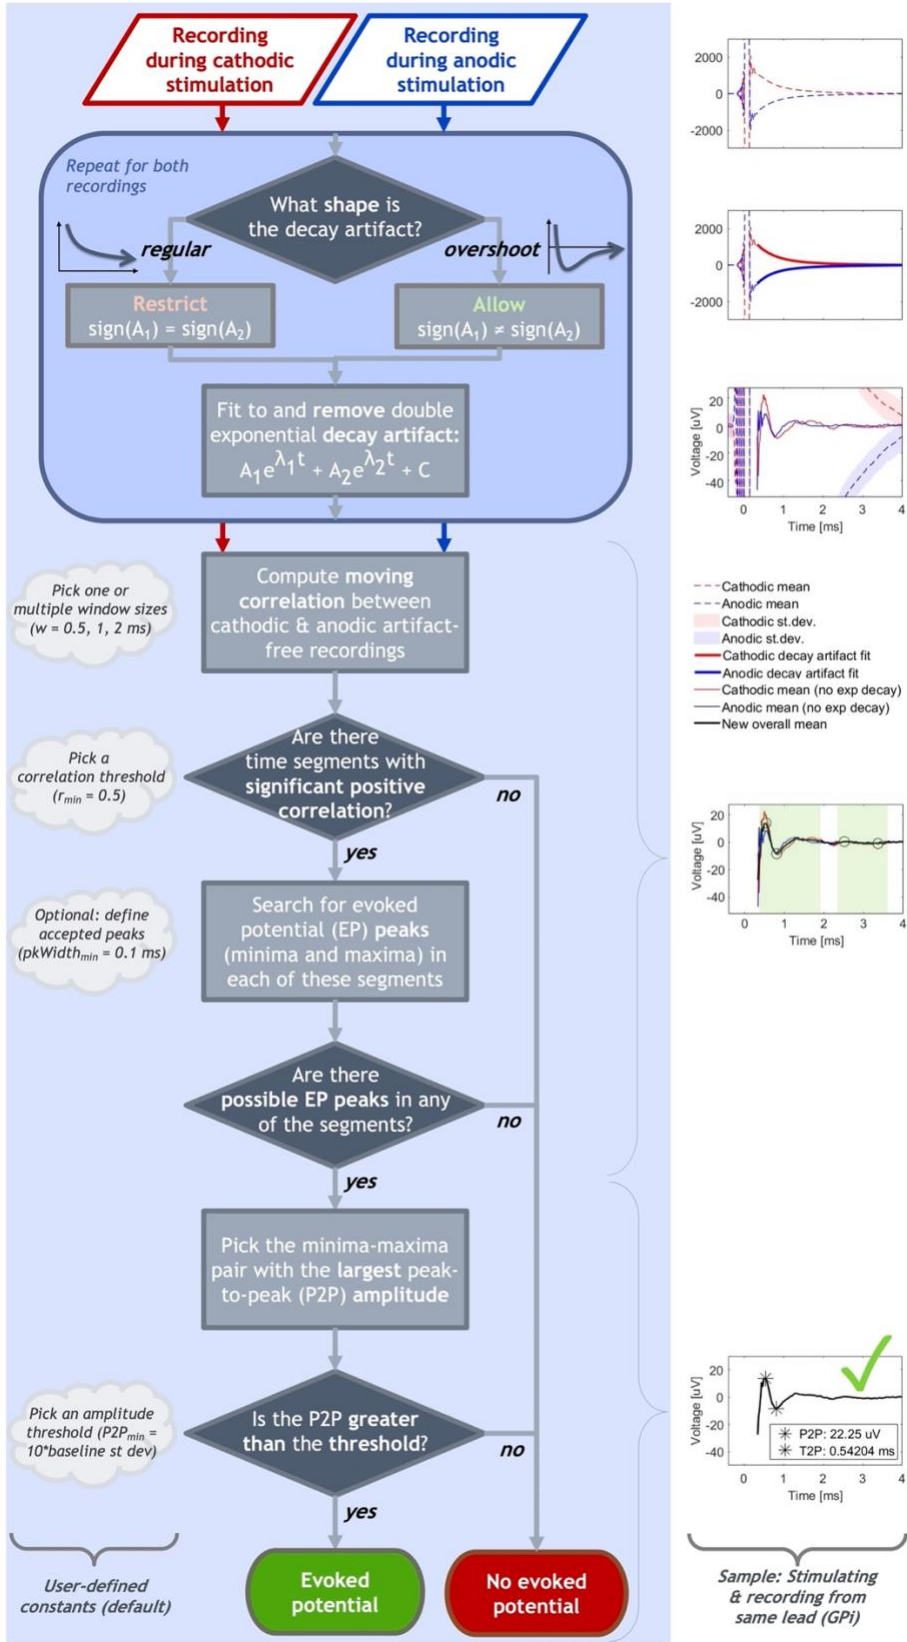 Recording
during cathodic
stimulation
Recording
during anodic
stimulation
Repeat for both
recordings
What shape is
the decay artifact?
regular
overshoot
Restrict
sign(A1) = sign(A2)
Allow
sign(A1) ≠ sign(A2)
Fit to and remove double
exponential decay artifact:
A1e^λ1t + A2e^λ2t + C
Pick one or
multiple window sizes
(w = 0.5, 1, 2 ms)
Compute moving
correlation between
cathodic & anodic artifact-
free recordings
Pick a
correlation threshold
(rmin = 0.5)
Are there
time segments with
significant positive
correlation?
no
yes
Optional: define
accepted peaks
(pkWidthmin = 0.1 ms)
Search for evoked
potential (EP) peaks
(minima and maxima) in
each of these segments
Are there
possible EP peaks in any
of the segments?
no
yes
Pick the minima-maxima
pair with the largest peak-
to-peak (P2P) amplitude
Pick an amplitude
threshold (P2Pmin =
10*baseline st dev)
Is the P2P greater
than the threshold?
no
yes
Evoked
potential
No evoked
potential
User-defined
constants (default)
2000
0
-2000
2000
0
-2000
20
0
-20
-40
Voltage [uV]
0 1 2 3 4
Time [ms]
Cathodic mean
Anodic mean
Cathodic st.dev.
Anodic st.dev.
Cathodic decay artifact fit
Anodic decay artifact fit
Cathodic mean (no exp decay)
Anodic mean (no exp decay)
New overall mean
20
0
-20
-40
Voltage [uV]
0 1 2 3 4
Time [ms]
20
0
-20
-40
Voltage [uV]
P2P: 22.25 uV
T2P: 0.54204 ms
0 1 2 3 4
Time [ms]
Sample: Stimulating
& recording from
same lead (GPi)